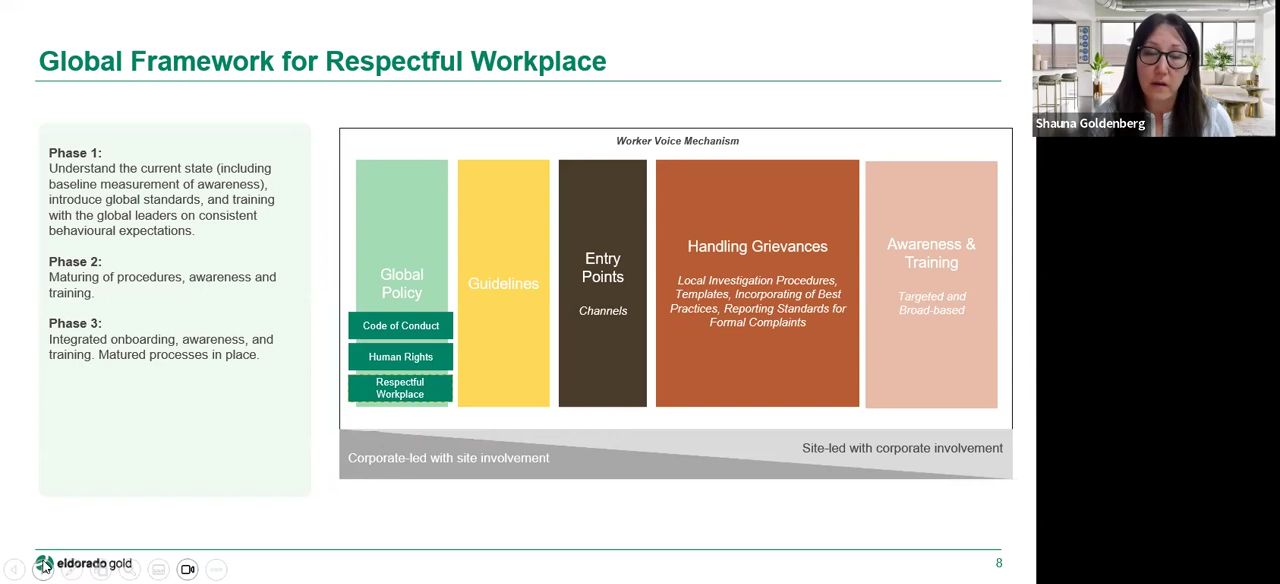 Global Framework for Respectful Workplace
Phase 1:
Understand the current state (including
baseline measurement of awareness),
introduce global standards, and training
with the global leaders on consistent
behavioural expectations.
Phase 2:
Maturing of procedures, awareness and
training.
Phase 3:
Integrated onboarding, awareness, and
training. Matured processes in place.
Worker Voice Mechanism
Global
Policy
Code of Conduct
Human Rights
Respectful
Workplace
Guidelines
Entry
Points
Channels
Handling Grievances
Local Investigation Procedures,
Templates, Incorporating of Best
Practices, Reporting Standards for
Formal Complaints
Awareness &
Training
Targeted and
Broad-based
Corporate-led with site involvement
Site-led with corporate involvement
eldorado gold
8
Shauna Goldenberg